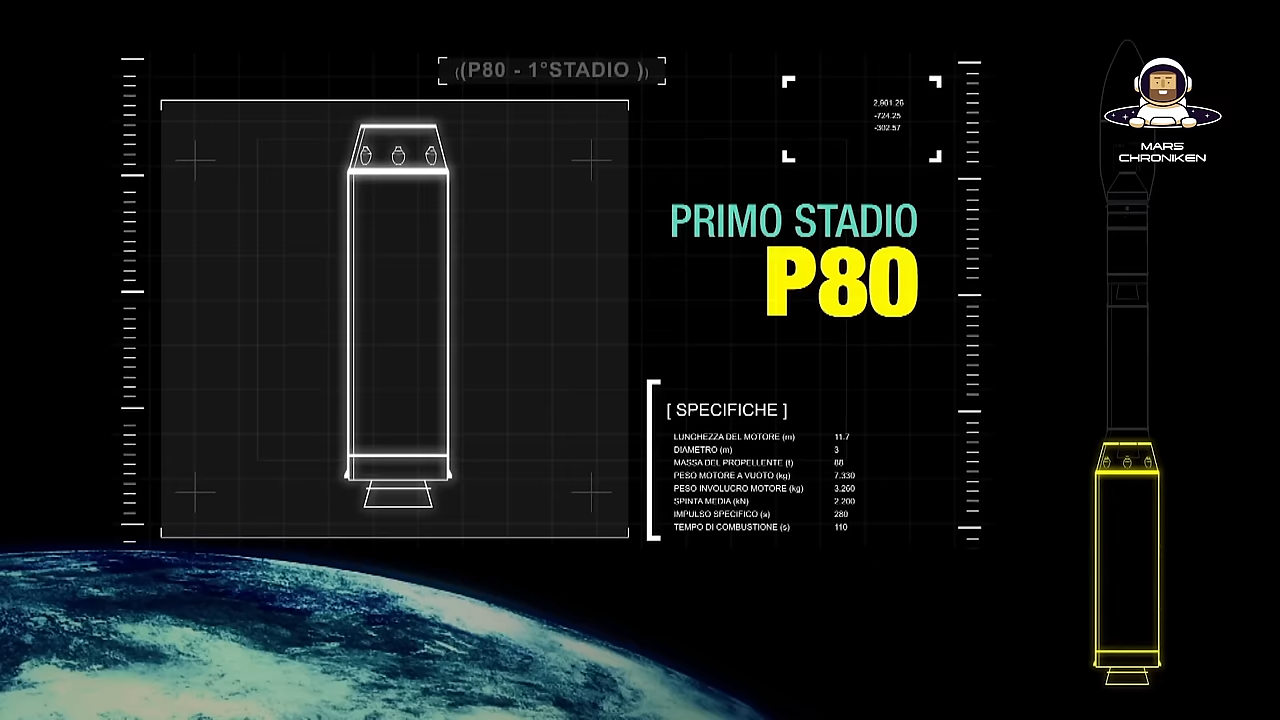 ((P80 - 1°STADIO ))
2,901.26
-724.25
-302.57
MARS
CHRONIKEN
PRIMO STADIO
P80
[ SPECIFICHE ]
LUNGHEZZA DEL MOTORE (m) 11.7
DIAMETRO (m) 3
MASSA DEL PROPELLENTE (t) 88
PESO MOTORE A VUOTO (kg) 7.330
PESO INVOLUCRO MOTORE (kg) 3.260
SPINTA MEDIA (kN) 2.200
IMPULSO SPECIFICO (s) 280
TEMPO DI COMBUSTIONE (s) 110